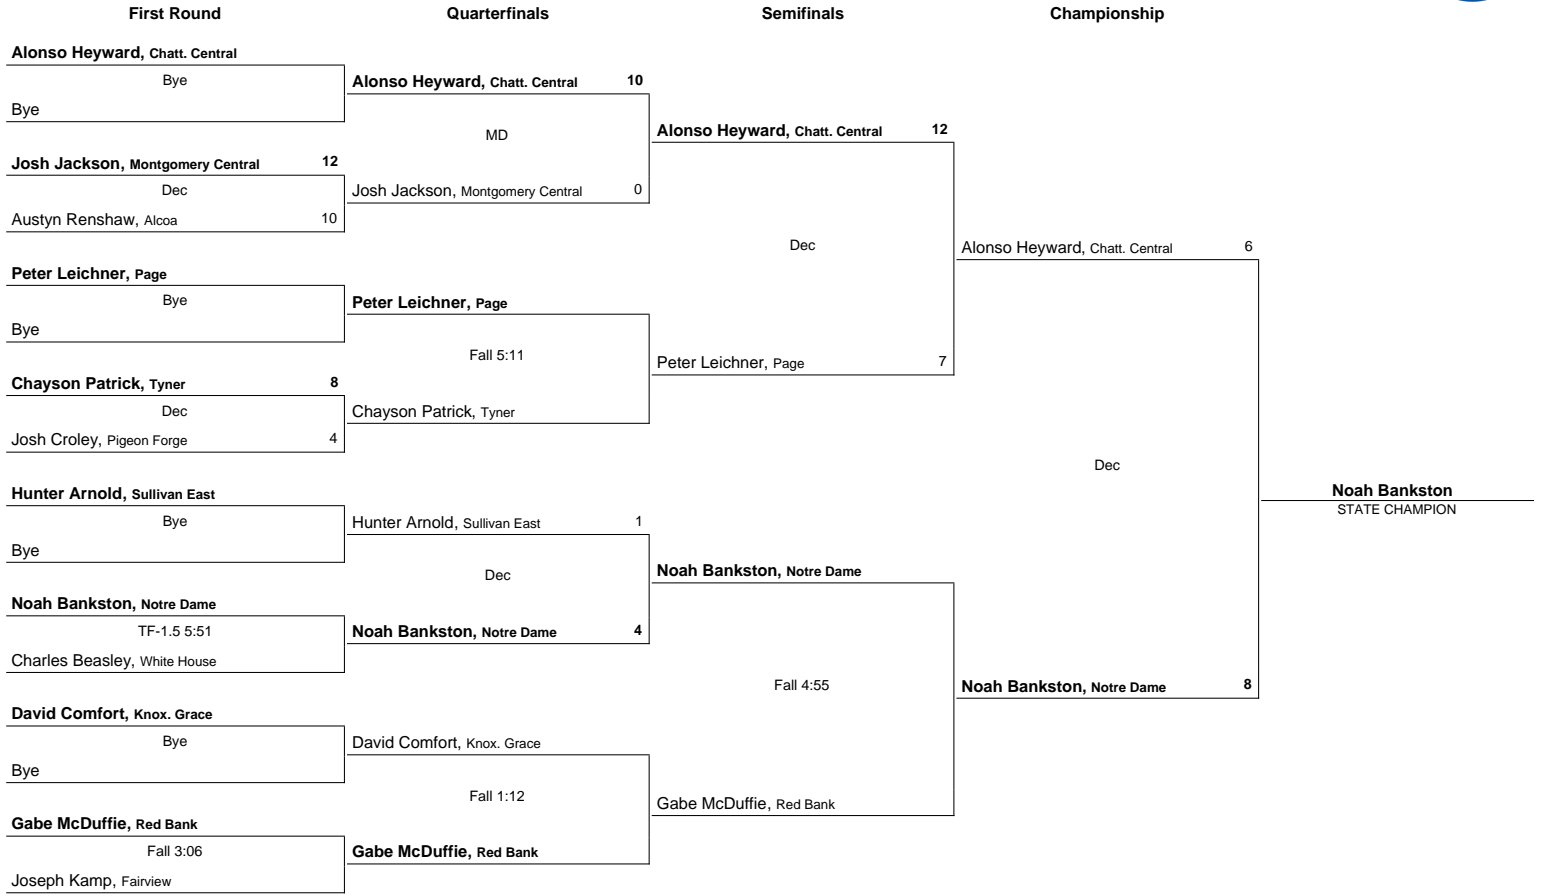 First Round Quarterfinals Semifinals Championship
Alonso Heyward, Chatt. Central
Bye
Bye
Josh Jackson, Montgomery Central 12
Dec
Austyn Renshaw, Alcoa 10
Peter Leichner, Page
Bye
Bye
Chayson Patrick, Tyner 8
Dec
Josh Croley, Pigeon Forge 4
Hunter Arnold, Sullivan East
Bye
Bye
Noah Bankston, Notre Dame
TF-1.5 5:51
Charles Beasley, White House
David Comfort, Knox. Grace
Bye
Bye
Gabe McDuffie, Red Bank
Fall 3:06
Joseph Kamp, Fairview
Alonso Heyward, Chatt. Central 10
MD
Josh Jackson, Montgomery Central 0
Peter Leichner, Page
Fall 5:11
Chayson Patrick, Tyner
Hunter Arnold, Sullivan East 1
Dec
Noah Bankston, Notre Dame 4
David Comfort, Knox. Grace
Fall 1:12
Gabe McDuffie, Red Bank
Alonso Heyward, Chatt. Central 12
Dec
Peter Leichner, Page 7
Noah Bankston, Notre Dame
Fall 4:55
Gabe McDuffie, Red Bank
Alonso Heyward, Chatt. Central 6
Dec
Noah Bankston, Notre Dame 8
Noah Bankston
STATE CHAMPION